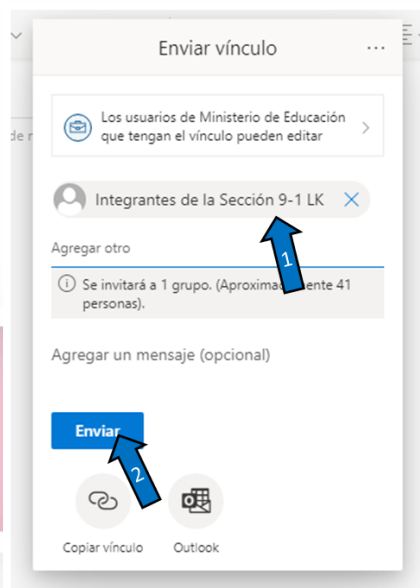 Enviar vínculo
...
Los usuarios de Ministerio de Educación
que tengan el vínculo pueden editar
de
Integrantes de la Sección 9-1 LK
1
Agregar otro
Se invitará a 1 grupo. (Aproximadamente 41
personas).
Agregar un mensaje (opcional)
Enviar
2
Copiar vínculo
Outlook